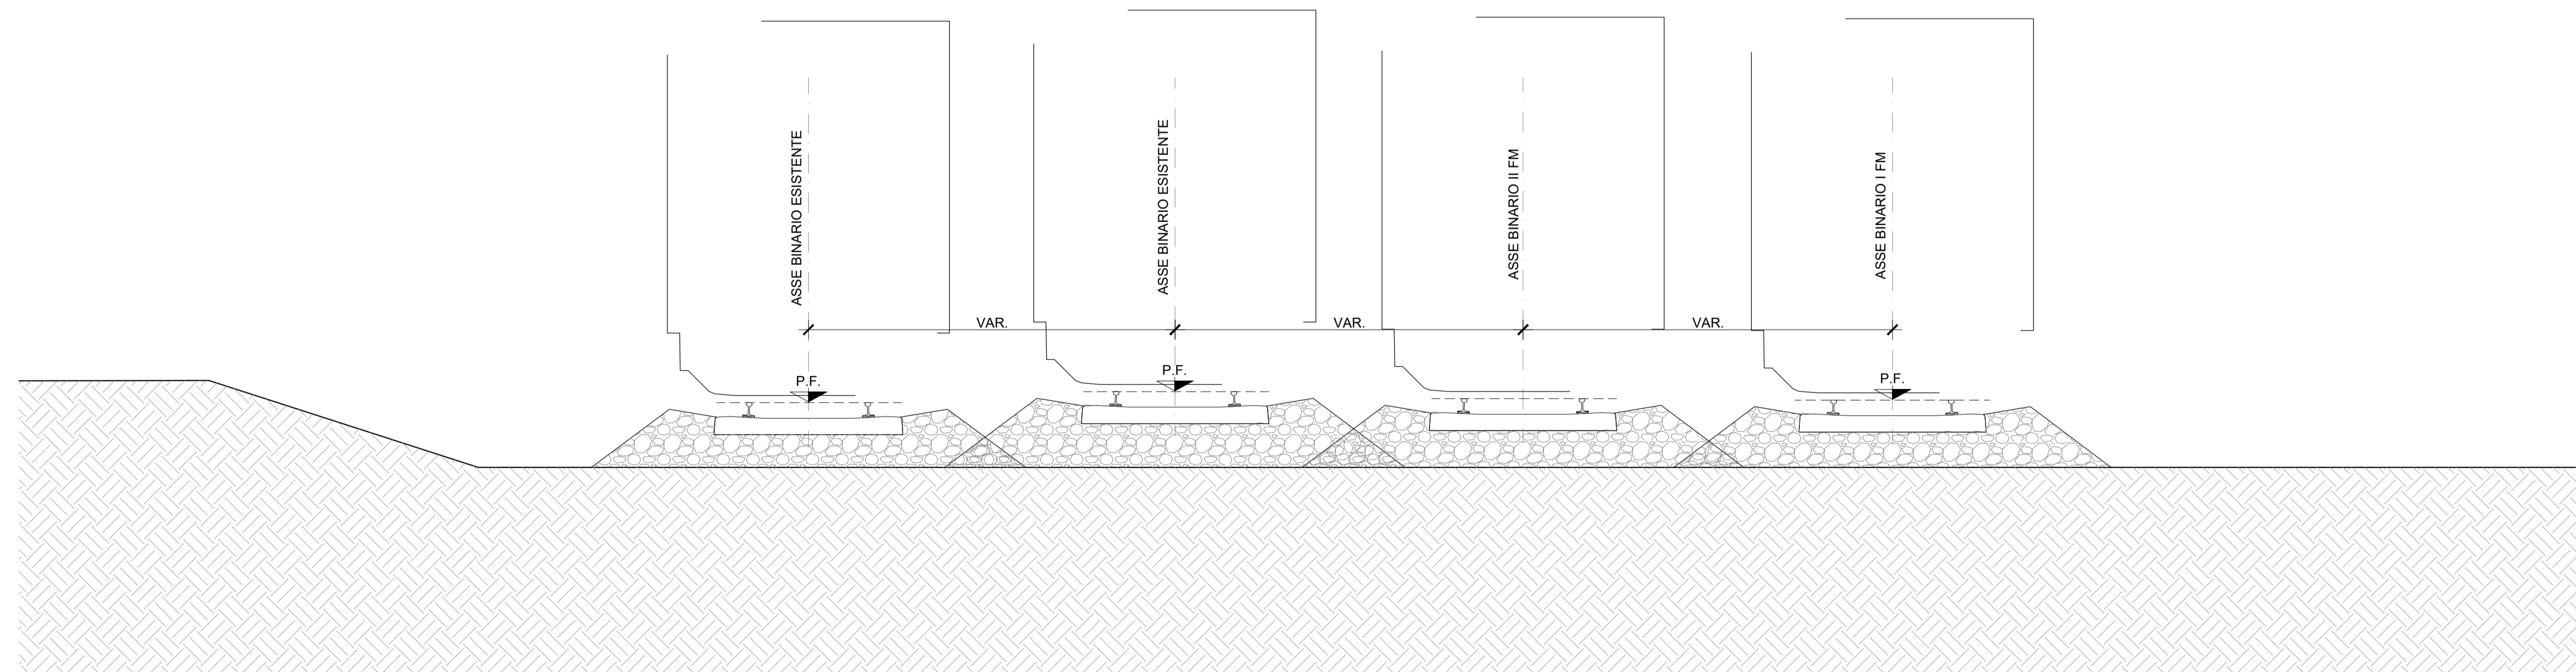 ASSE BINARIO ESISTENTE
ASSE BINARIO ESISTENTE
ASSE BINARIO II FM
ASSE BINARIO I FM
VAR.
VAR.
VAR.
P.F.
P.F.
P.F.